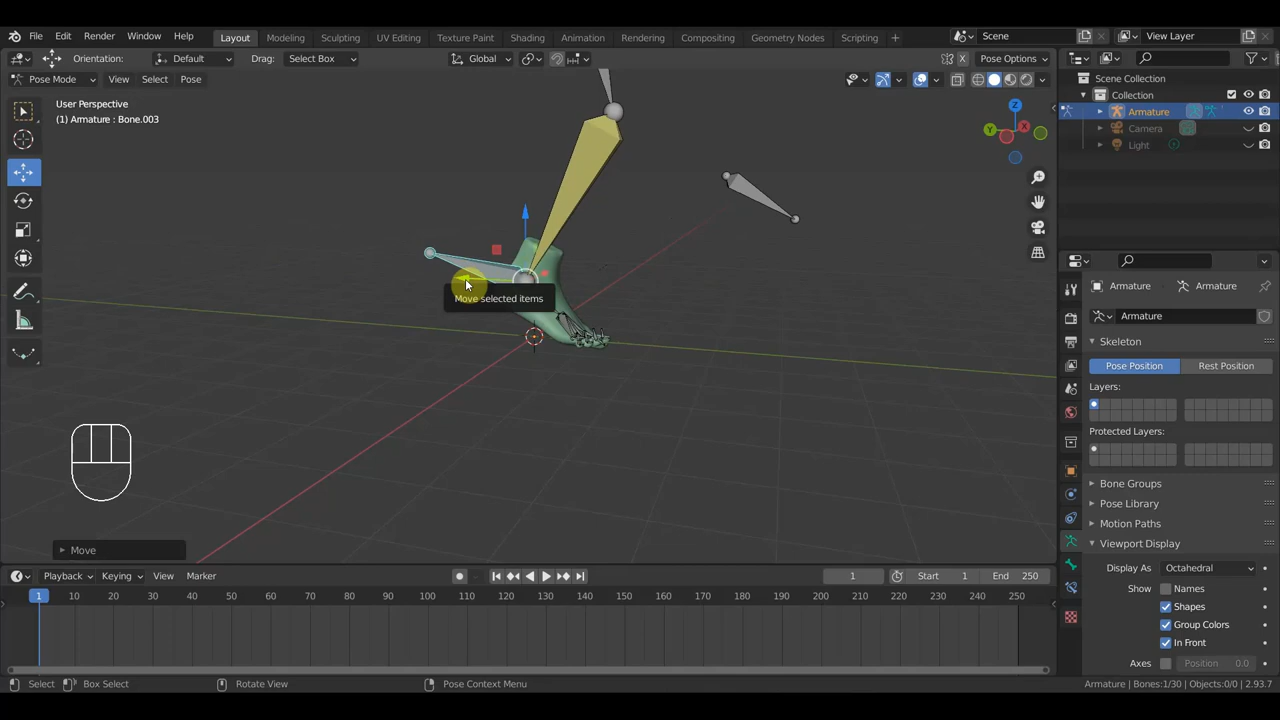 File Edit Render Window Help Layout Modeling Sculpting UV Editing Texture Paint Shading Animation Rendering Compositing Geometry Nodes Scripting + Scene View Layer
Orientation: Default Drag: Select Box Global Pose Options
Pose Mode View Select Pose
User Perspective
(1) Armature : Bone.003
Z
Y
X
Move selected items
Move
Scene Collection
Collection
Armature
Camera
Light
Armature Armature
Armature
Skeleton
Pose Position Rest Position
Layers:
Protected Layers:
Bone Groups
Pose Library
Motion Paths
Viewport Display
Display As Octahedral
Show Names
Shapes
Group Colors
In Front
Axes Position 0.0
Playback Keying View Marker 1 Start 1 End 250
1 10 20 30 40 50 60 70 80 90 100 110 120 130 140 150 160 170 180 190 200 210 220 230 240 250
Select Box Select Rotate View Pose Context Menu Armature | Bones:1/30 | Objects:0/0 | 2.93.7